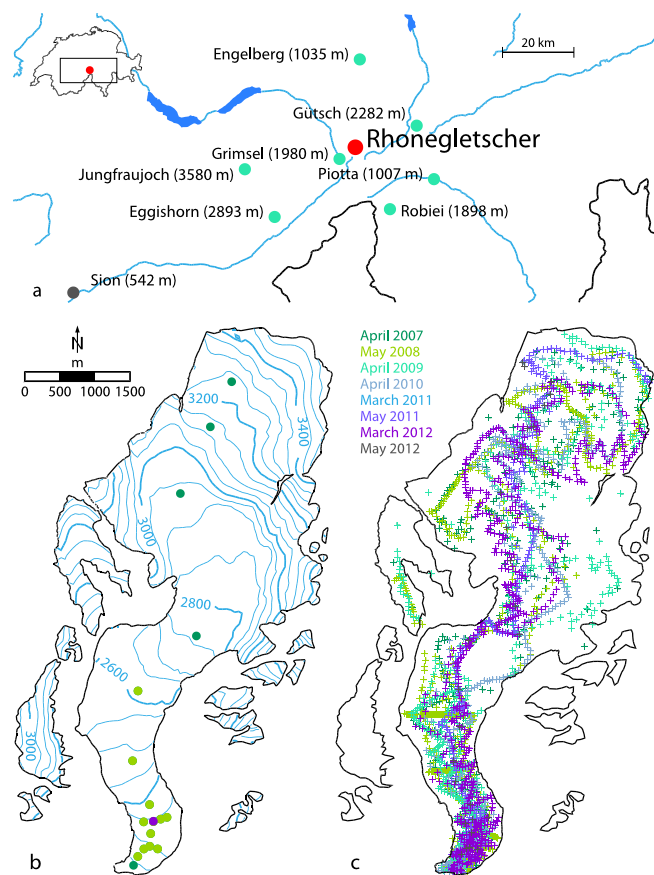 20 km
Engelberg (1035 m)
Gütsch (2282 m)
Rhonegletscher
Grimsel (1980 m)
Jungfraujoch (3580 m)
Piotta (1007 m)
Eggishorn (2893 m)
Robiei (1898 m)
Sion (542 m)
a
N
m
0 500 1000 1500
3200
3400
3000
2800
2600
3000
b
April 2007
May 2008
April 2009
April 2010
March 2011
May 2011
March 2012
May 2012
c